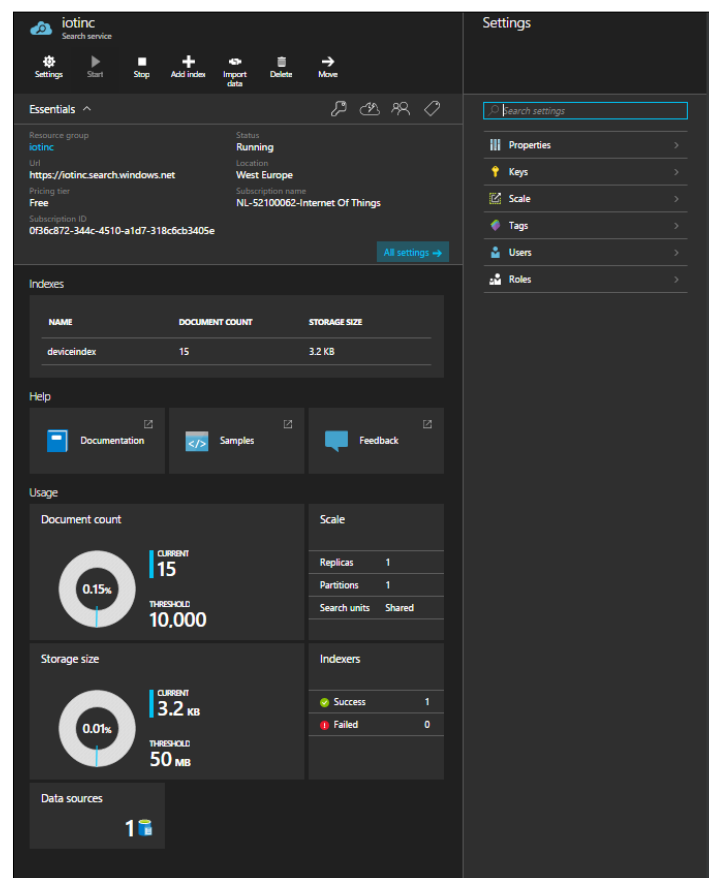 iotinc
Search service
Settings
Start
Stop
Add index
Import data
Delete
Move
Essentials
Resource group
iotinc
Status
Running
Url
https://iotinc.search.windows.net
Location
West Europe
Pricing tier
Free
Subscription name
NL-52100062-Internet Of Things
Subscription ID
0f36c872-344c-4510-a1d7-318c6cb3405e
All settings →
Indexes
NAME DOCUMENT COUNT STORAGE SIZE
deviceindex 15 3.2 KB
Help
Documentation
Samples
Feedback
Usage
Document count
0.15%
CURRENT
15
THRESHOLD
10,000
Scale
Replicas 1
Partitions 1
Search units Shared
Storage size
0.01%
CURRENT
3.2 KB
THRESHOLD
50 MB
Indexers
Success 1
Failed 0
Data sources
1
Settings
Search settings
Properties
Keys
Scale
Tags
Users
Roles